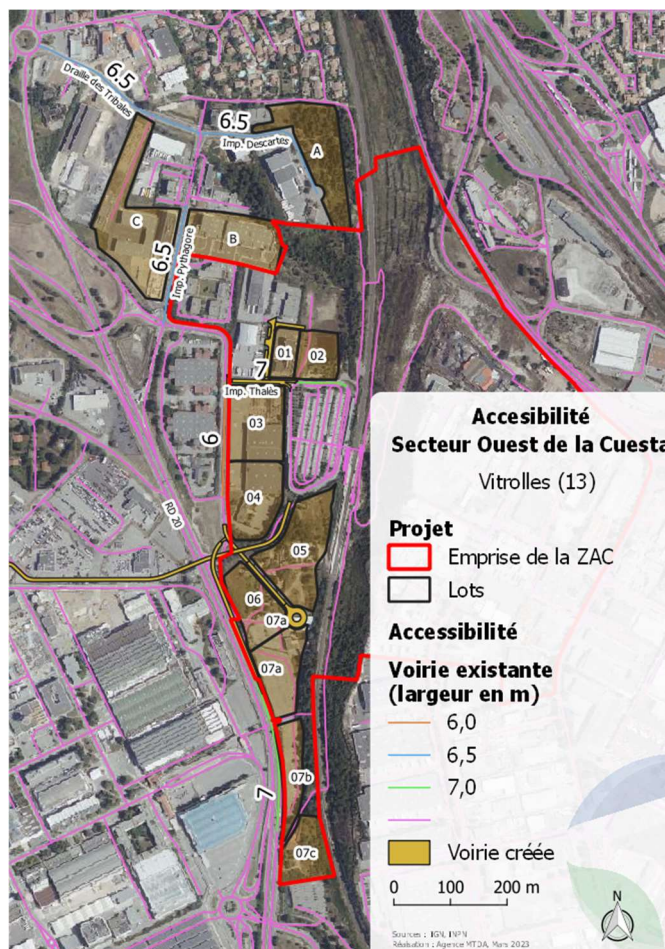 6.5
Draille des Tribales
6.5
Imp. Descartes
A
C
6.5
Imp. Pythagore
B
01
02
7
Imp. Thalès
03
6
04
RD 20
05
06
07a
07a
07b
7
07c
Accesibilité
Secteur Ouest de la Cuesta
Vitrolles (13)
Projet
Emprise de la ZAC
Lots
Accessibilité
Voirie existante
(largeur en m)
6,0
6,5
7,0
Voirie créée
0 100 200 m
N
Sources : IGN, INPN
Réalisation : Agence MTDA, Mars 2023